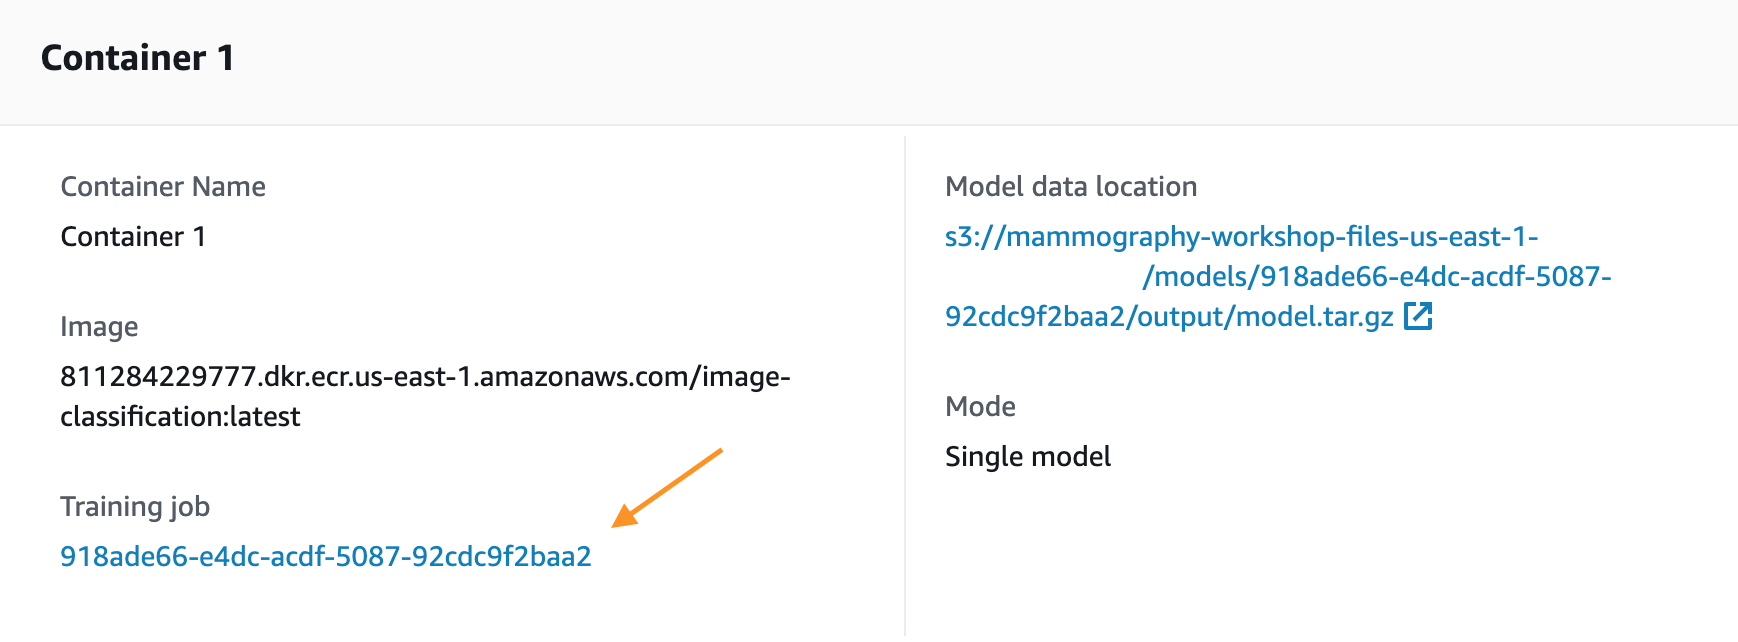 Container 1
Container Name
Container 1
Image
811284229777.dkr.ecr.us-east-1.amazonaws.com/image-
classification:latest
Training job
918ade66-e4dc-acdf-5087-92cdc9f2baa2
Model data location
s3://mammography-workshop-files-us-east-1-
/models/918ade66-e4dc-acdf-5087-
92cdc9f2baa2/output/model.tar.gz
Mode
Single model